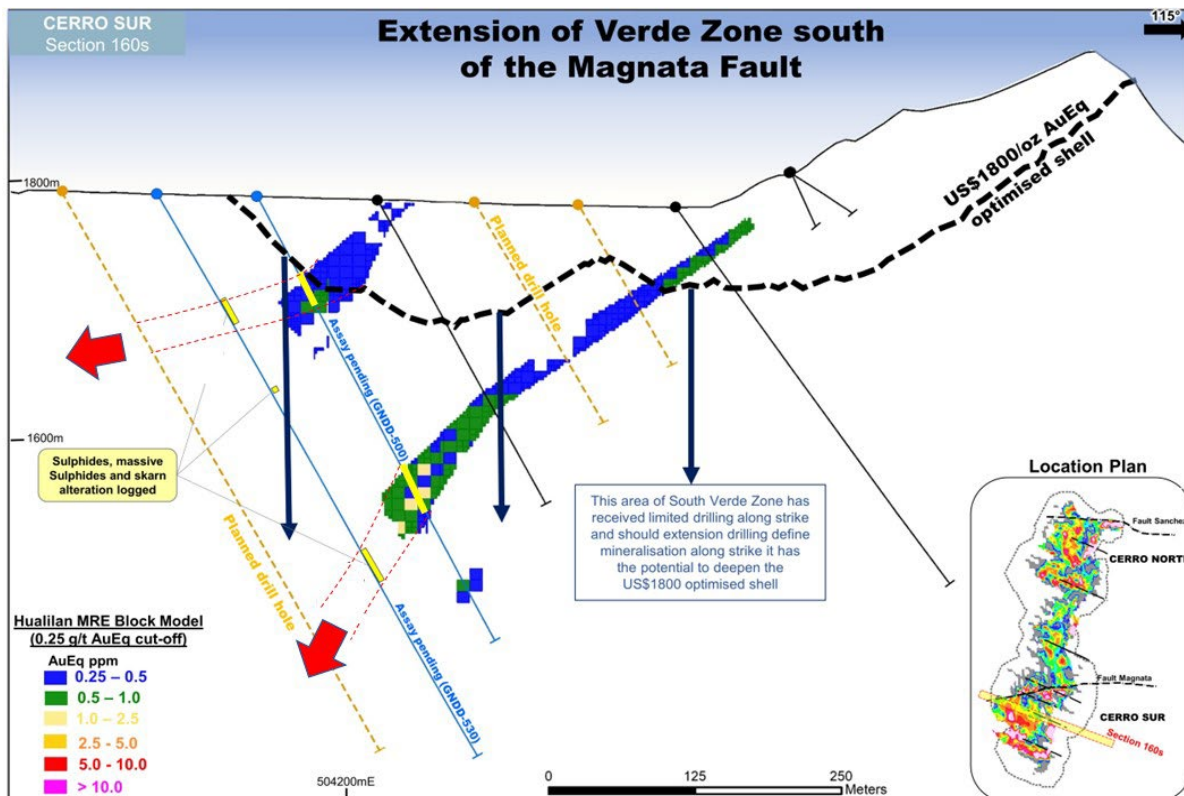 CERRO SUR
Section 160s
Extension of Verde Zone south
of the Magnata Fault
115°
US$1800/oz AuEq
optimised shell
1800m
1600m
Planned drill hole
Assay pending (GNDD-500)
Sulphides, massive
Sulphides and skarn
alteration logged
Planned drill hole
Assay pending (GNDD-530)
This area of South Verde Zone has
received limited drilling along strike
and should extension drilling define
mineralisation along strike it has
the potential to deepen the
US$1800 optimised shell
Location Plan
Fault Sanchez
CERRO NORTE
Fault Magnata
CERRO SUR
Section 160s
Hualilan MRE Block Model
(0.25 g/t AuEq cut-off)
AuEq ppm
0.25 – 0.5
0.5 – 1.0
1.0 – 2.5
2.5 - 5.0
5.0 - 10.0
> 10.0
504200mE
0 125 250
Meters